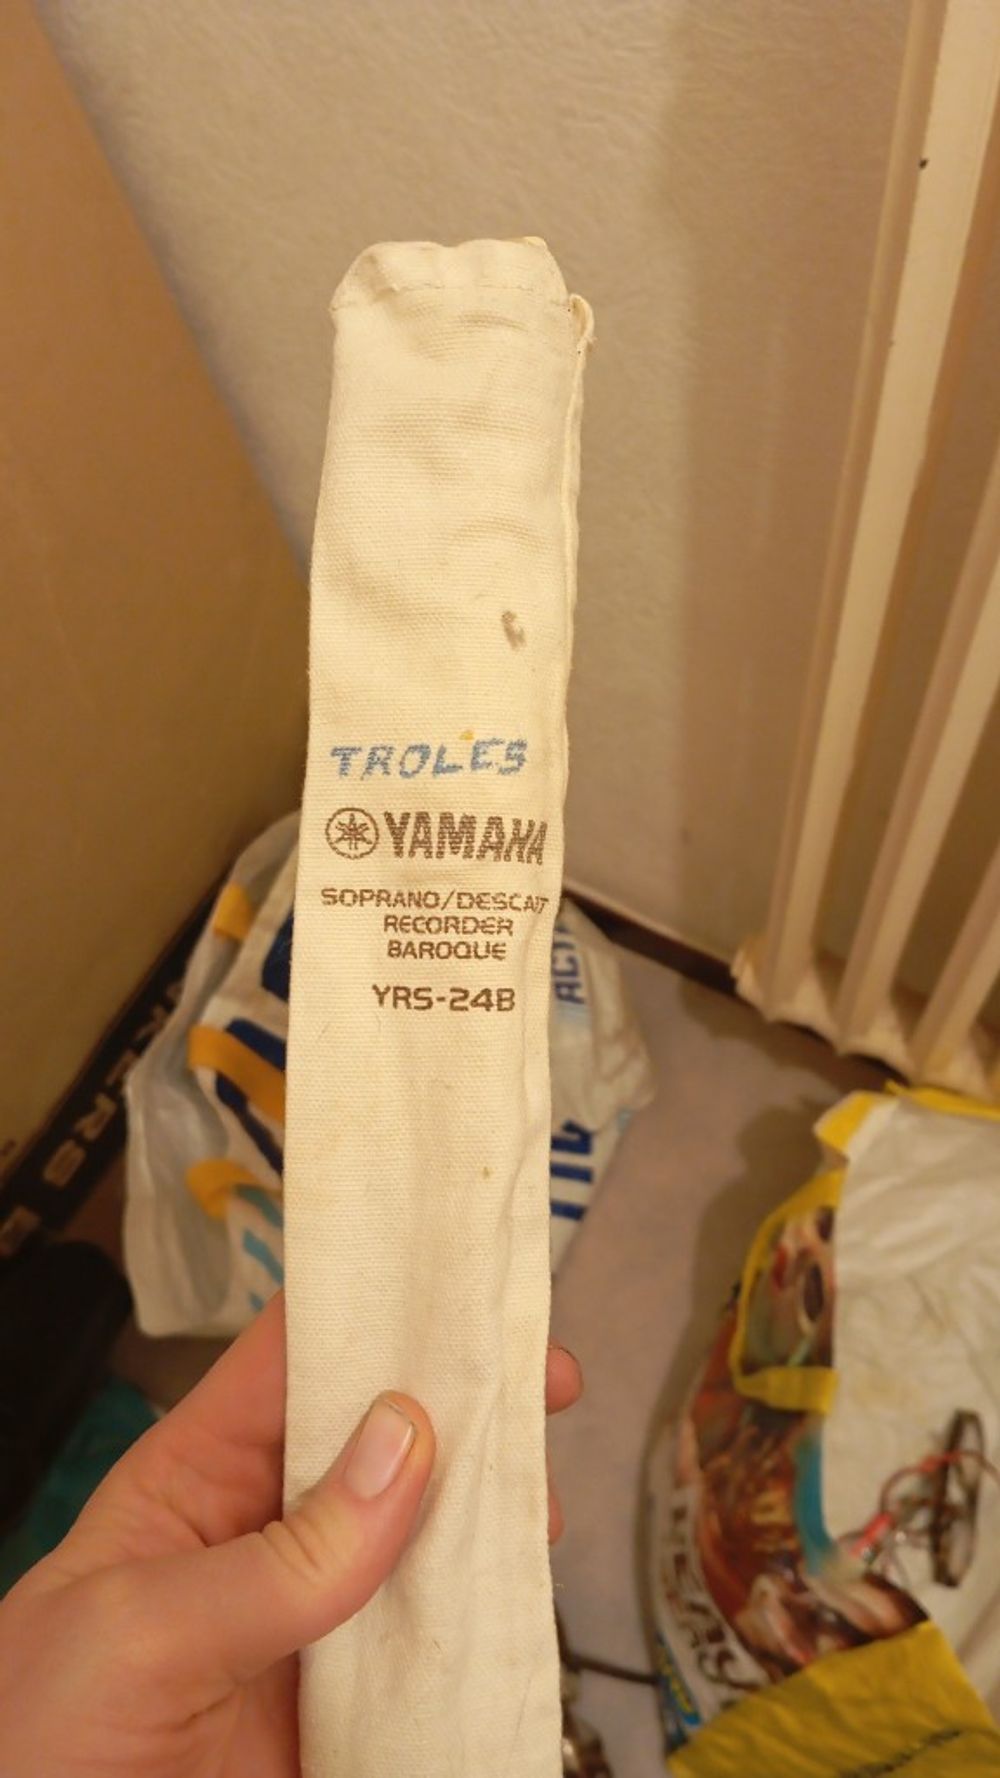 TROLES
YAMAHA
SOPRANO/DESCANT
RECORDER
BAROQUE
YRS-24B